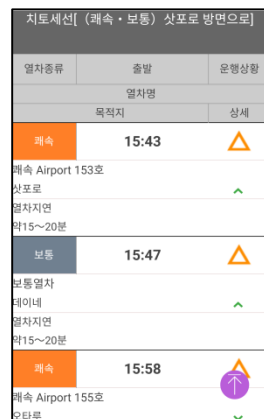 치토세선[（쾌속・보통）삿포로 방면으로]
열차종류 출발 운행상황
열차명
목적지 상세
쾌속 15:43
쾌속 Airport 153호
삿포로
열차지연
약15～20분
보통 15:47
보통열차
데이네
열차지연
약15～20분
쾌속 15:58
쾌속 Airport 155호
오타루